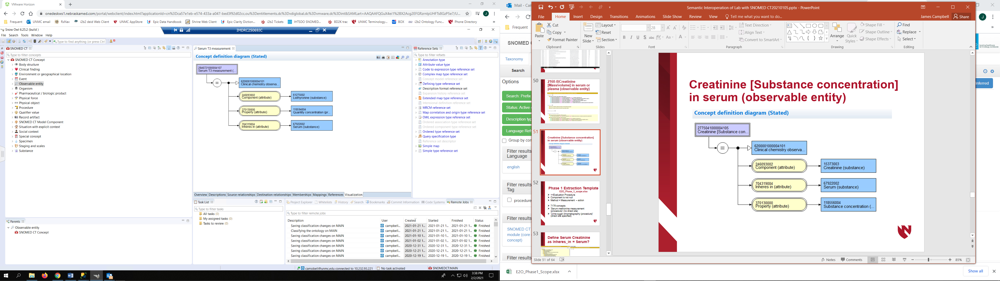 VMware Horizon
onedeskws1.nebraskamed.com/portal/webclient/index.html?applicationId=cn%3Dca57e1eb-e574-433a-a047-bed3f92d02cc,ou%3Dentitlements,dc%3Dvdiglobal,dc%3Dvmware,dc%3Dint&SAMLart=
Frequent
UNMC email
RxNav
i2b2 deid Web Client
UNMC AppStore
Epic Data Handbook
Shrine Web Client
Epic Clarity Diction...
i2b2 Tickets
IHTSDO SNOMED...
BD2K trac
UNMC Terminology...
BOX
i2b2 Ontology Func...
Phone Directory
Snow Owl 6.25.2 (build )
IMDRC25069JC
File Search Tools Window Help
Type to find anything (or press Ctrl
SNOMED CT
Type to filter concepts
SNOMED CT Concept
Body structure
Clinical finding
Environment or geographical location
Event
Observable entity
Organism
Pharmaceutical / biologic product
Physical force
Physical object
Procedure
Qualifier value
Record artifact
SNOMED CT Model Component
Situation with explicit context
Social context
Special concept
Specimen
Staging and scales
Substance
Parents
Observable entity
SNOMED CT Concept
Serum T3 measurement
Concept definition diagram (Stated)
2846721000004107
Serum T3 measurement (...
6200001000004101
Clinical chemistry observa...
246093002
Component (attribute)
61275002
Liothyronine (substance)
370130000
Property (attribute)
118594004
Quantity concentration (pr...
704319004
Inheres in (attribute)
67922002
Serum (substance)
Overview Descriptions Source relationships Destination relationships Memberships Mappings References Visualization
Reference Sets
Type to filter refsets
Annotation type
Attribute value type
Code to expression type reference set
Complex map type reference set
Concept model reference set
Defining type reference set
Description format reference set
Expansion history reference set
Extended map type reference set
Intensional definition reference set
MRCM reference set
Map correlation and origin type reference set
OWL expression type reference set
Ordered association type reference set
Ordered component type reference set
Ordered type reference set
Query specification type
Reference set descriptor
Simple map
Simple type reference set
Task List
Type to filter tasks
All tasks (0)
My assigned tasks (0)
Tasks to review (0)
Project Explorer Whitelists History Search Bookmarks Commit Information Code Systems Remote Jobs
Type to filter remote jobs
Description User Created Started Finished Status
Saving classification changes on MAIN campbell... 2021-01-21 1... 2021-01-21 1... 2021-01-21 1... Finished
Classifying the ontology on MAIN campbell... 2021-01-21 1... 2021-01-21 1... 2021-01-21 1... Finished
Saving classification changes on MAIN campbell... 2021-01-10 1... 2021-01-10 1... 2021-01-10 1... Finished
Saving classification changes on MAIN campbell... 2021-01-02 1... 2021-01-02 1... 2021-01-02 1... Finished
Saving classification changes on MAIN campbell... 2020-12-31 1... 2020-12-31 1... 2020-12-31 1... Finished
Saving classification changes on MAIN campbell... 2020-12-21 1... 2020-12-21 1... 2020-12-21 1... Finished
Saving classification changes on MAIN campbell... 2020-12-19 1... 2020-12-19 1... 2020-12-19 1... Finished
campbell@unmc.edu connected to 10.232.93.221
No task activated
SNOMEDCT:MAIN
3:38 PM
2/2/2021
Mail - Can
Frequent
SNOMED C
Taxonomy
Search
Options
Search: Prefix
Status: Active
Description typ
Language Refs
Group by con
Filter results
Language
english
Filter results
Tag
procedure
Filter results
SNOMED CT
module (core
concept)
Filter results
Inferred
E2O_Phase1_Scope.xlsx
Show all
Semantic Interoperation of Lab with SNOMED CT20210105.pptx - PowerPoint
File Home Insert Design Transitions Animations Slide Show Review View Tell me what you want to do...
James Campbell Share
Paste
Cut
Copy
Format Painter
Clipboard
New
Slide
Layout
Reset
Section
Slides
28
Font
Text Direction
Align Text
Convert to SmartArt
Paragraph
Arrange
Quick
Styles
Shape Fill
Shape Outline
Shape Effects
Drawing
Find
Replace
Select
Editing
50
2160-0|Creatinine
[Mass/volume] in serum or
plasma (observable entity)
51
Creatinine [Substance concentration]
in serum (observable entity)
52
Phase 1 Extraction Template
E2O_Phase_1_scope.xlsx
<<Evaluation Procedure
Component is not null
Method = Measurement – action
7176 concepts
'Serum methionine measurement
(procedure)' (no direct site)
'Urine sugar chromatography (procedure)'
(direct site specified)
53
Define Serum Creatinine
as Inheres_in = Serum?
Creatinine [Substance concentration]
in serum (observable entity)
Concept definition diagram (Stated)
2775041000004105
Creatinine [Substance con...
6200001000004101
Clinical chemistry observa...
246093002
Component (attribute)
15373003
Creatinine (substance)
704319004
Inheres in (attribute)
67922002
Serum (substance)
370130000
Property (attribute)
118556004
Substance concentration (...
Slide 51 of 64
Notes
Comments
85%